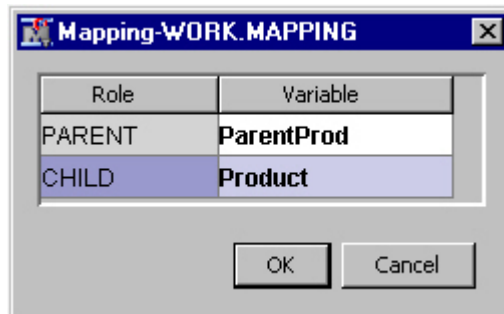 Mapping-WORK.MAPPING
Role Variable
PARENT ParentProd
CHILD Product
OK Cancel